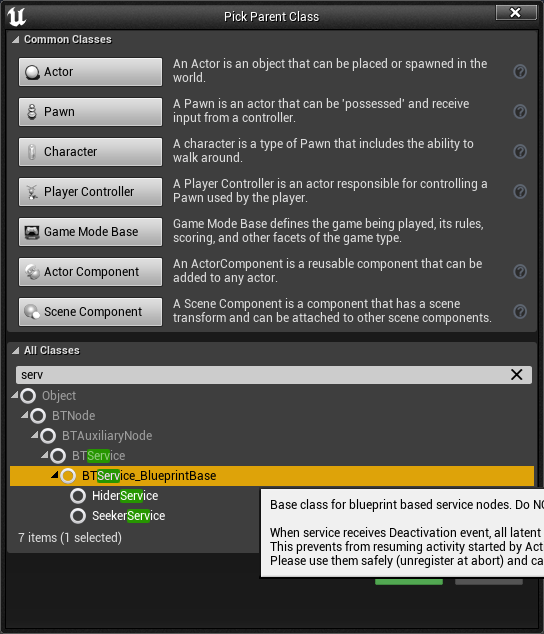 Pick Parent Class
Common Classes
Actor
An Actor is an object that can be placed or spawned in the
world.
Pawn
A Pawn is an actor that can be 'possessed' and receive
input from a controller.
Character
A character is a type of Pawn that includes the ability to
walk around.
Player Controller
A Player Controller is an actor responsible for controlling a
Pawn used by the player.
Game Mode Base
Game Mode Base defines the game being played, its rules,
scoring, and other facets of the game type.
Actor Component
An ActorComponent is a reusable component that can be
added to any actor.
Scene Component
A Scene Component is a component that has a scene
transform and can be attached to other scene components.
All Classes
serv
Object
BTNode
BTAuxiliaryNode
BTService
BTService_BlueprintBase
HiderService
SeekerService
7 items (1 selected)
Base class for blueprint based service nodes. Do NO
When service receives Deactivation event, all latent
This prevents from resuming activity started by Act
Please use them safely (unregister at abort) and ca